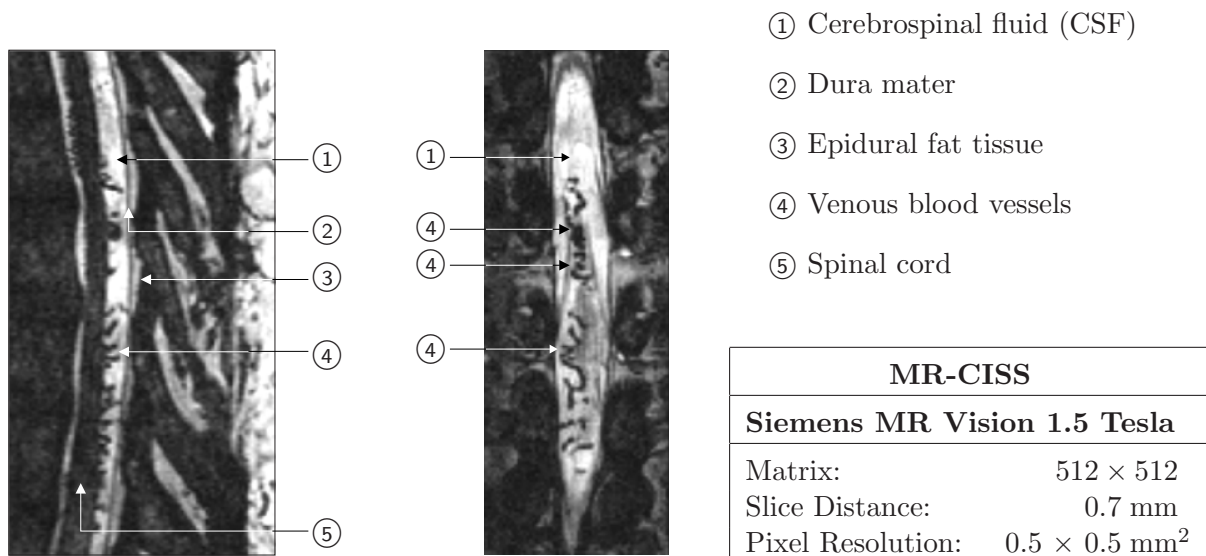 ① Cerebrospinal fluid (CSF)
② Dura mater
③ Epidural fat tissue
④ Venous blood vessels
⑤ Spinal cord
①
②
③
④
⑤
①
④
④
④
MR-CISS
Siemens MR Vision 1.5 Tesla
Matrix: 512 × 512
Slice Distance: 0.7 mm
Pixel Resolution: 0.5 × 0.5 mm²